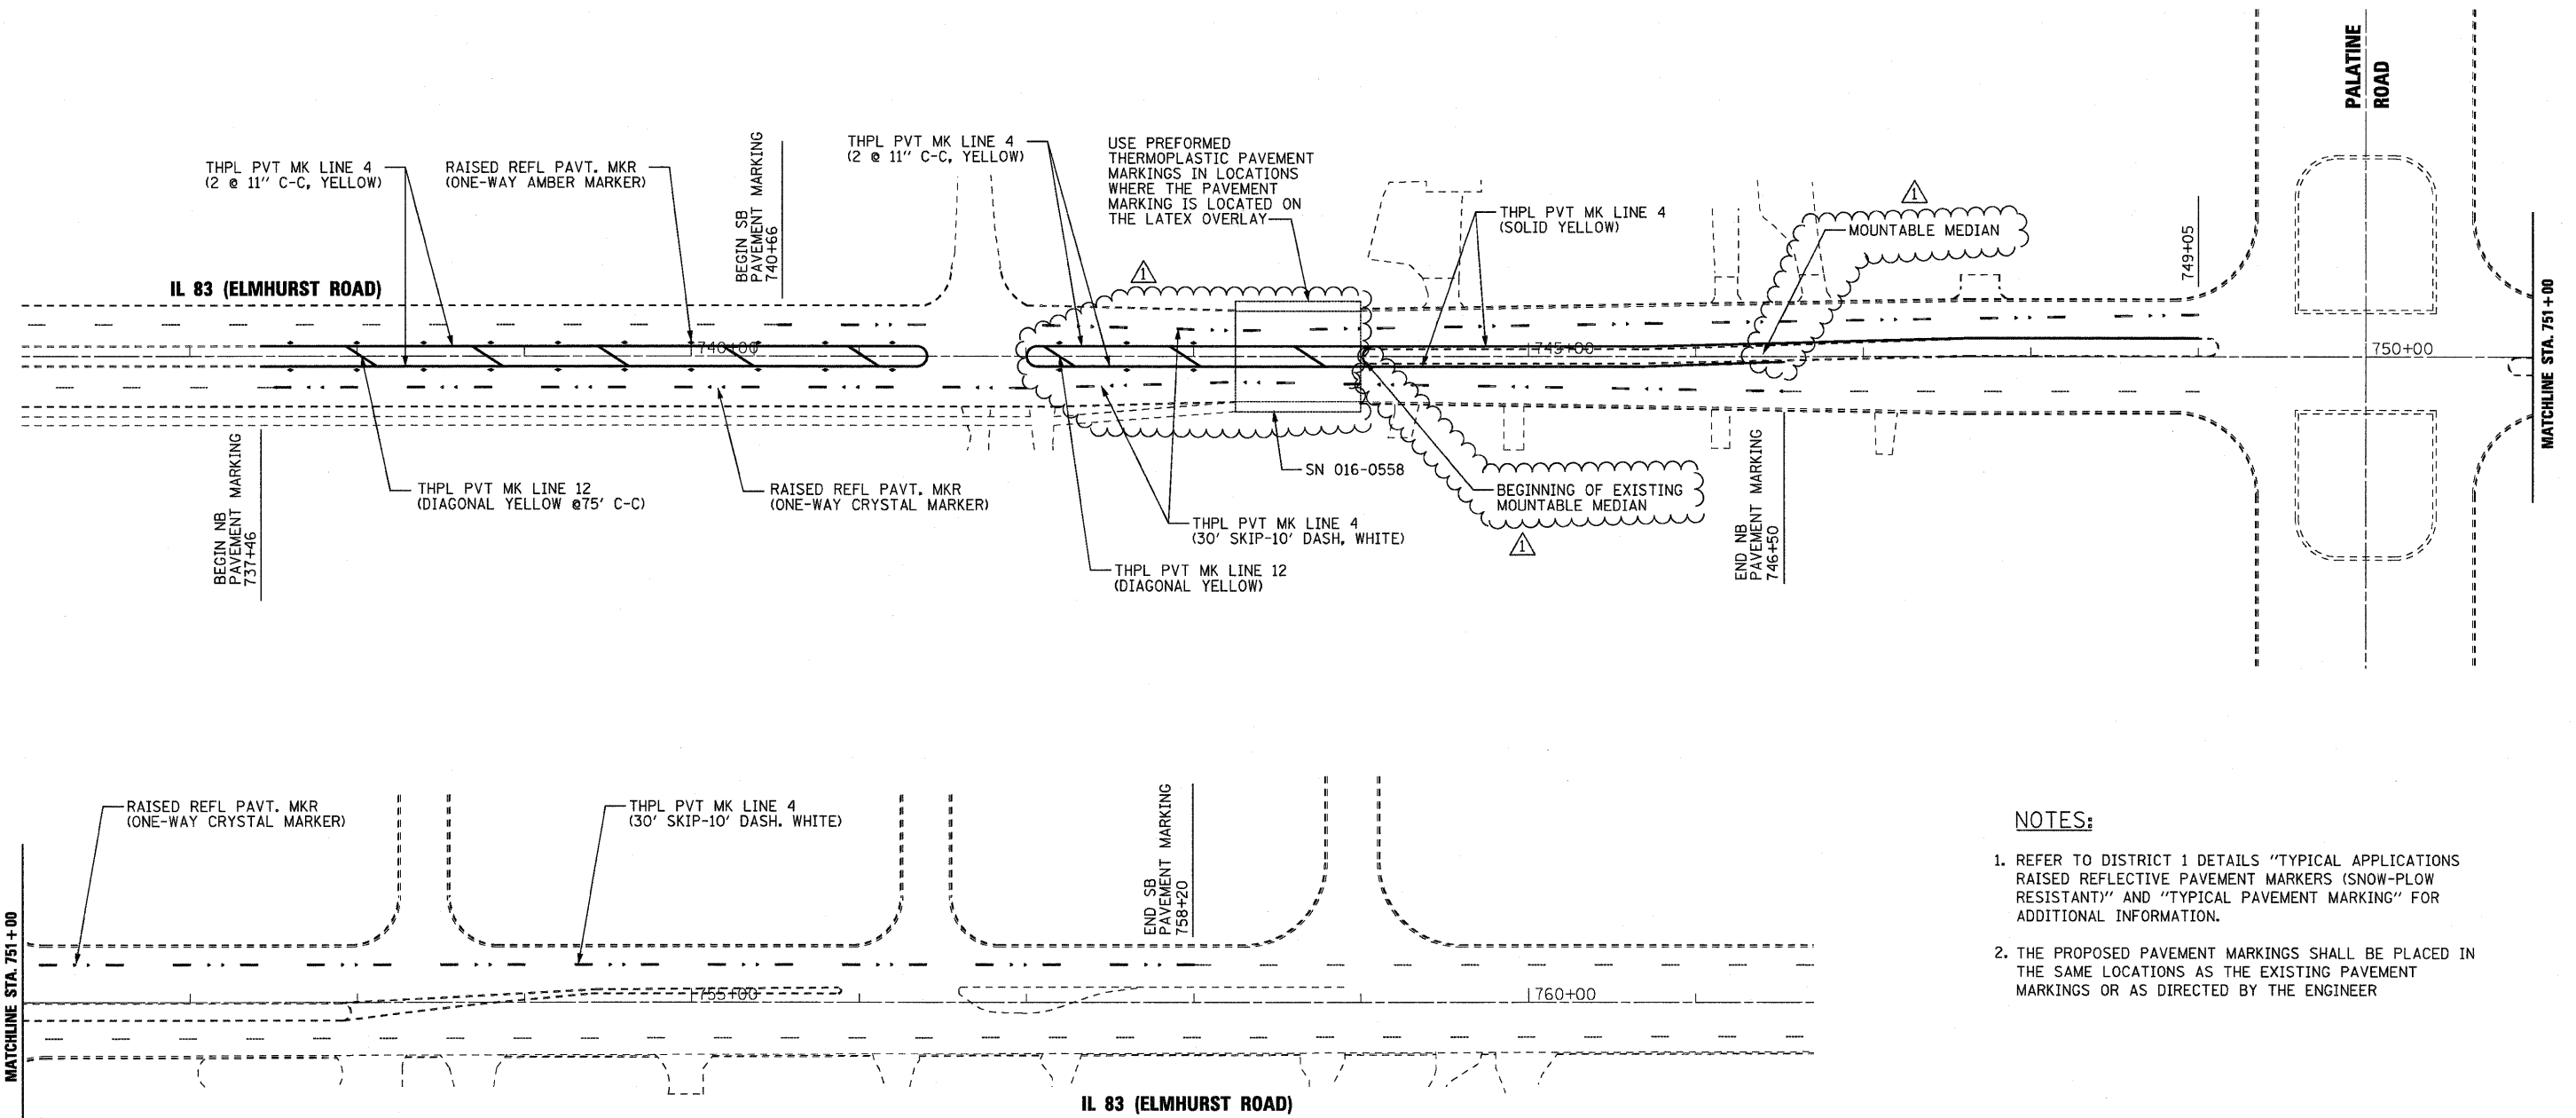 PALATINE
ROAD
THPL PVT MK LINE 4
(2 @ 11" C-C, YELLOW)
RAISED REFL PAVT. MKR
(ONE-WAY AMBER MARKER)
BEGIN SB
PAVEMENT MARKING
740+66
THPL PVT MK LINE 4
(2 @ 11" C-C, YELLOW)
USE PREFORMED
THERMOPLASTIC PAVEMENT
MARKINGS IN LOCATIONS
WHERE THE PAVEMENT
MARKING IS LOCATED ON
THE LATEX OVERLAY
THPL PVT MK LINE 4
(SOLID YELLOW)
1
MOUNTABLE MEDIAN
749+05
1
IL 83 (ELMHURST ROAD)
740+00
745+00
750+00
MATCHLINE STA. 751+00
BEGIN NB
PAVEMENT MARKING
737+46
THPL PVT MK LINE 12
(DIAGONAL YELLOW @75' C-C)
RAISED REFL PAVT. MKR
(ONE-WAY CRYSTAL MARKER)
SN 016-0558
BEGINNING OF EXISTING
MOUNTABLE MEDIAN
1
THPL PVT MK LINE 4
(30' SKIP-10' DASH, WHITE)
THPL PVT MK LINE 12
(DIAGONAL YELLOW)
END NB
PAVEMENT MARKING
746+50
RAISED REFL PAVT. MKR
(ONE-WAY CRYSTAL MARKER)
THPL PVT MK LINE 4
(30' SKIP-10' DASH. WHITE)
END SB
PAVEMENT MARKING
758+20
MATCHLINE STA. 751+00
755+00
760+00
IL 83 (ELMHURST ROAD)
NOTES:
1. REFER TO DISTRICT 1 DETAILS "TYPICAL APPLICATIONS
RAISED REFLECTIVE PAVEMENT MARKERS (SNOW-PLOW
RESISTANT)" AND "TYPICAL PAVEMENT MARKING" FOR
ADDITIONAL INFORMATION.
2. THE PROPOSED PAVEMENT MARKINGS SHALL BE PLACED IN
THE SAME LOCATIONS AS THE EXISTING PAVEMENT
MARKINGS OR AS DIRECTED BY THE ENGINEER